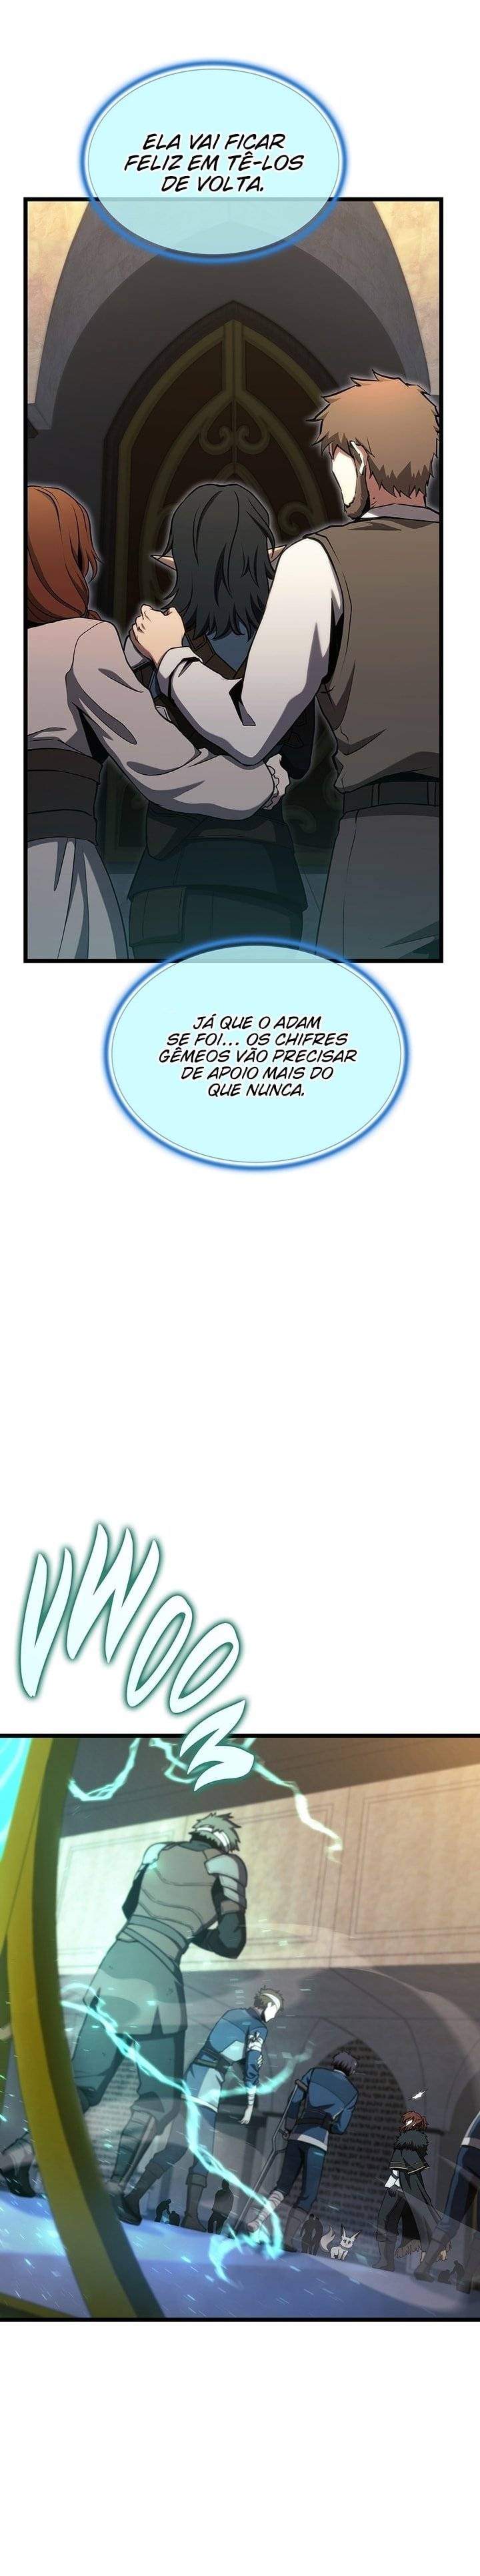 ELA VAI FICAR
FELIZ EM TÊ-LOS
DE VOLTA.
JÁ QUE O ADAM
SE FOI... OS CHIFRES
GÊMEOS VÃO PRECISAR
DE APOIO MAIS DO
QUE NUNCA.
VWOO